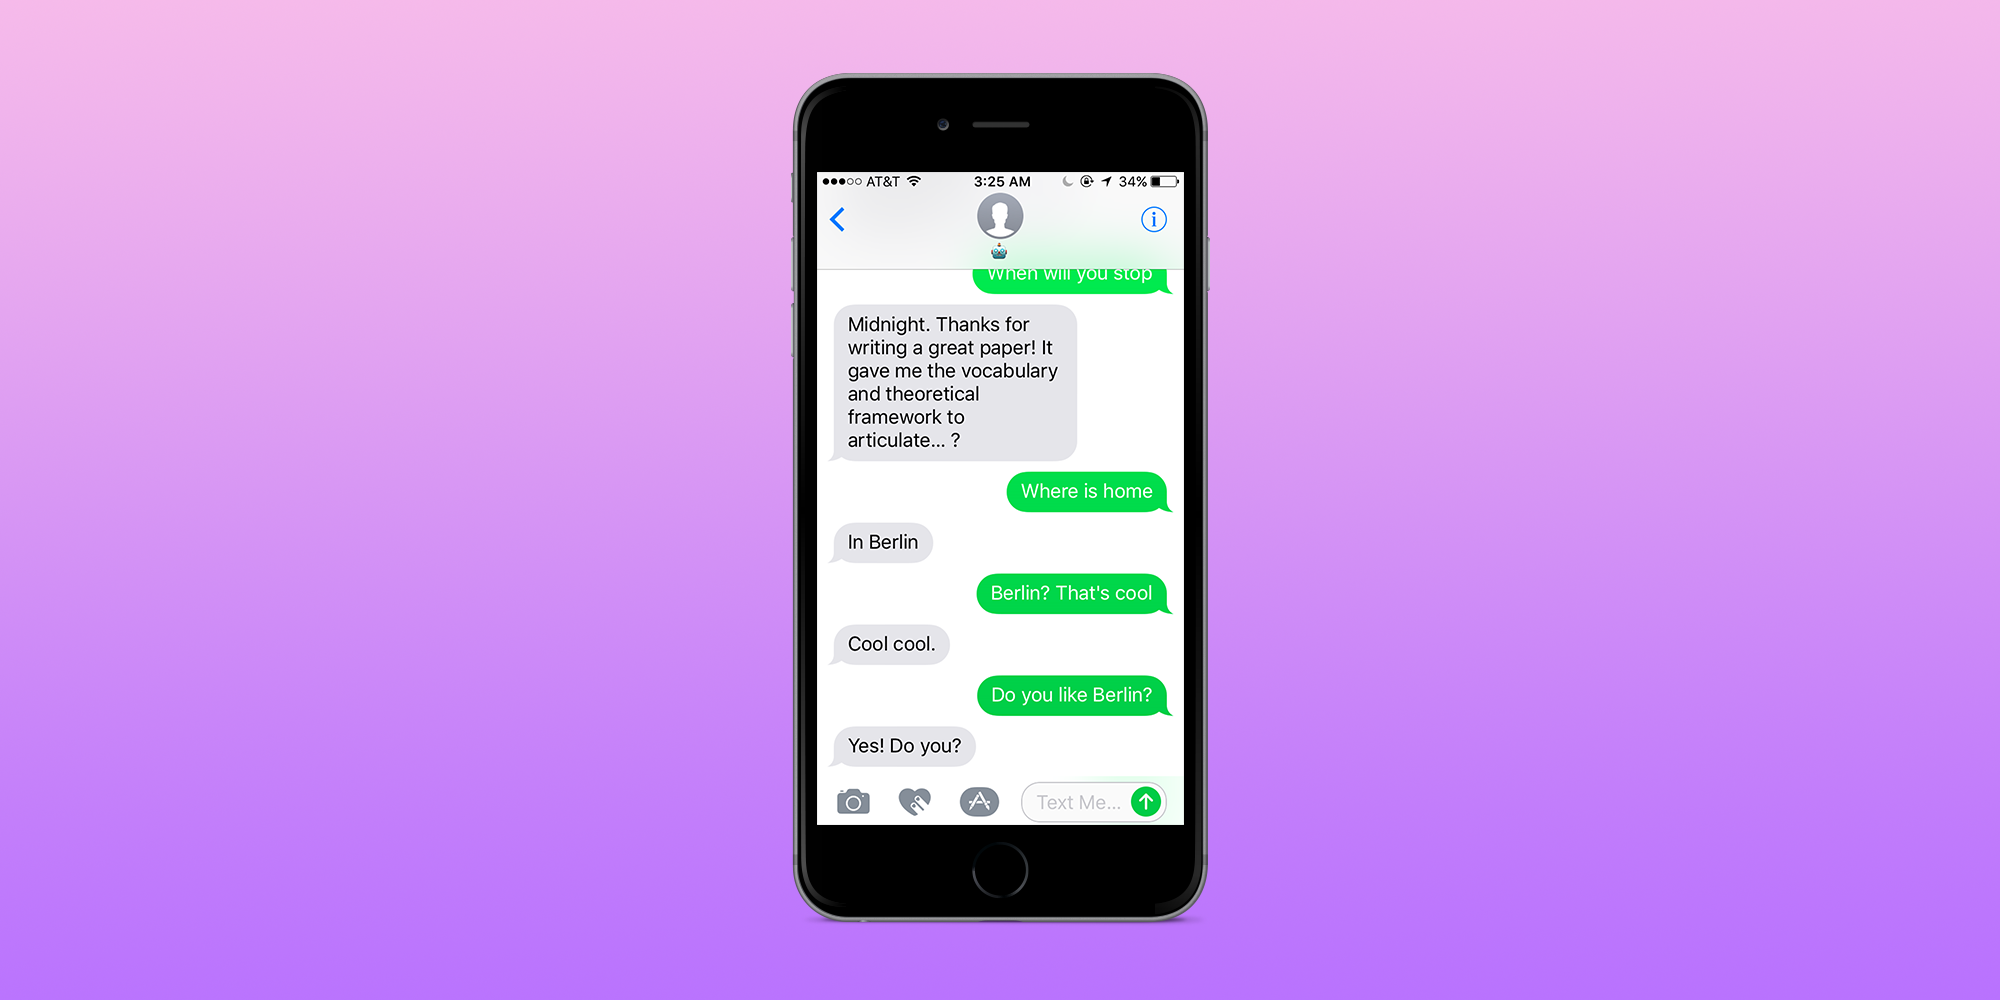 AT&T 3:25 AM 34%
When will you stop
Midnight. Thanks for
writing a great paper! It
gave me the vocabulary
and theoretical
framework to
articulate... ?
Where is home
In Berlin
Berlin? That's cool
Cool cool.
Do you like Berlin?
Yes! Do you?
Text Me...